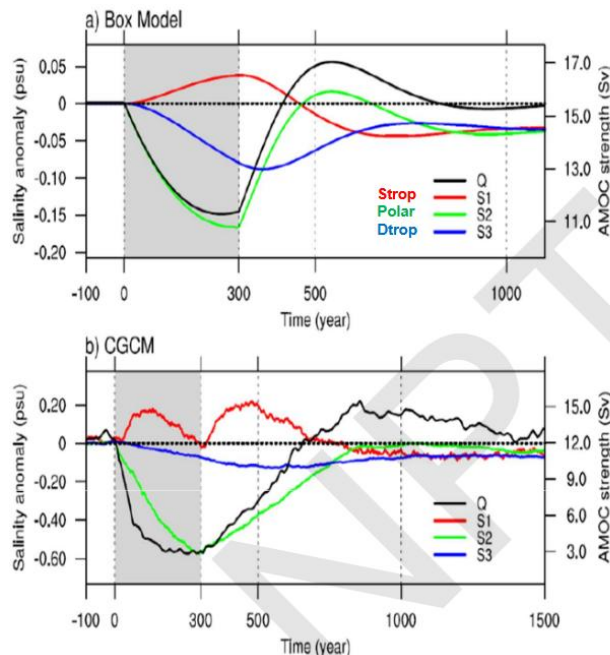 a) Box Model
Salinity anomaly (psu)
0.05
0
-0.05
-0.10
-0.15
-0.20
17.0
15.0
13.0
11.0
AMOC strength (Sv)
Strop
Polar
Dtrop
Q
S1
S2
S3
-100 0 300 500 1000
Time (year)
b) CGCM
Salinity anomaly (psu)
0.20
0
-0.20
-0.40
-0.60
15.0
12.0
9.0
6.0
3.0
AMOC strength (Sv)
Q
S1
S2
S3
-100 0 300 500 1000 1500
Time (year)
NPT